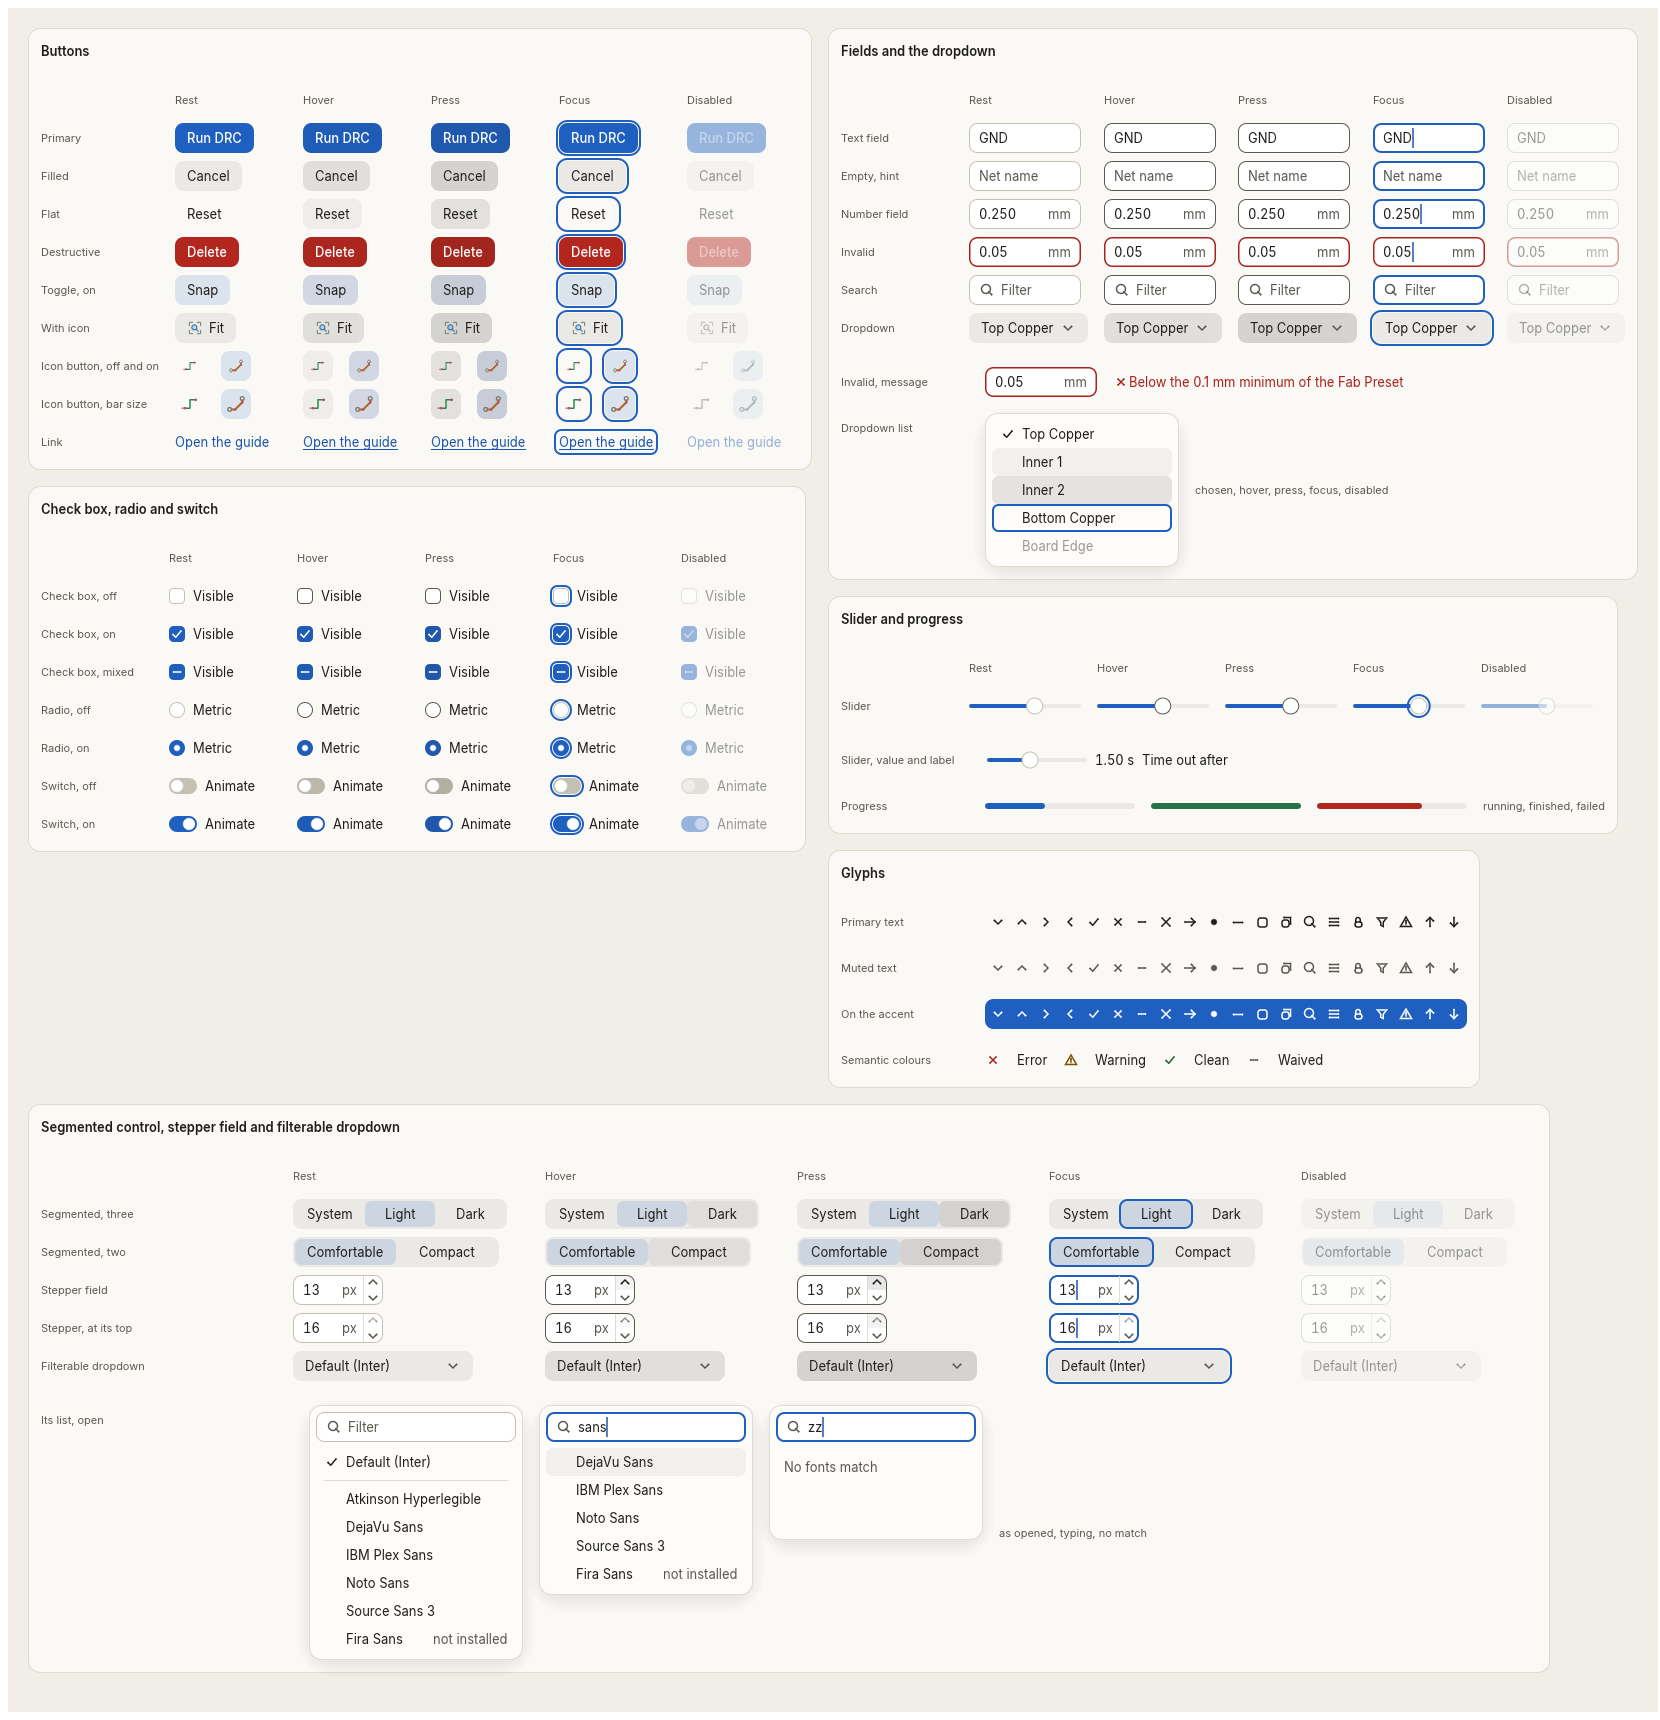 Buttons
Rest Hover Press Focus Disabled
Primary Run DRC Run DRC Run DRC Run DRC Run DRC
Filled Cancel Cancel Cancel Cancel Cancel
Flat Reset Reset Reset Reset Reset
Destructive Delete Delete Delete Delete Delete
Toggle, on Snap Snap Snap Snap Snap
With icon Fit Fit Fit Fit Fit
Icon button, off and on
Icon button, bar size
Link Open the guide Open the guide Open the guide Open the guide Open the guide
Fields and the dropdown
Rest Hover Press Focus Disabled
Text field GND GND GND GND GND
Empty, hint Net name Net name Net name Net name Net name
Number field 0.250 mm 0.250 mm 0.250 mm 0.250 mm 0.250 mm
Invalid 0.05 mm 0.05 mm 0.05 mm 0.05 mm 0.05 mm
Search Filter Filter Filter Filter Filter
Dropdown Top Copper Top Copper Top Copper Top Copper Top Copper
Invalid, message 0.05 mm Below the 0.1 mm minimum of the Fab Preset
Dropdown list Top Copper
Inner 1
Inner 2 chosen, hover, press, focus, disabled
Bottom Copper
Board Edge
Check box, radio and switch
Rest Hover Press Focus Disabled
Check box, off Visible Visible Visible Visible Visible
Check box, on Visible Visible Visible Visible Visible
Check box, mixed Visible Visible Visible Visible Visible
Radio, off Metric Metric Metric Metric Metric
Radio, on Metric Metric Metric Metric Metric
Switch, off Animate Animate Animate Animate Animate
Switch, on Animate Animate Animate Animate Animate
Slider and progress
Rest Hover Press Focus Disabled
Slider
Slider, value and label 1.50 s Time out after
Progress running, finished, failed
Glyphs
Primary text
Muted text
On the accent
Semantic colours Error Warning Clean Waived
Segmented control, stepper field and filterable dropdown
Rest Hover Press Focus Disabled
Segmented, three System Light Dark System Light Dark System Light Dark System Light Dark System Light Dark
Segmented, two Comfortable Compact Comfortable Compact Comfortable Compact Comfortable Compact Comfortable Compact
Stepper field 13 px 13 px 13 px 13 px 13 px
Stepper, at its top 16 px 16 px 16 px 16 px 16 px
Filterable dropdown Default (Inter) Default (Inter) Default (Inter) Default (Inter) Default (Inter)
Its list, open
Filter
Default (Inter)
Atkinson Hyperlegible
DejaVu Sans
IBM Plex Sans
Noto Sans
Source Sans 3
Fira Sans not installed
sans
DejaVu Sans
IBM Plex Sans
Noto Sans
Source Sans 3
Fira Sans not installed
zz
No fonts match
as opened, typing, no match